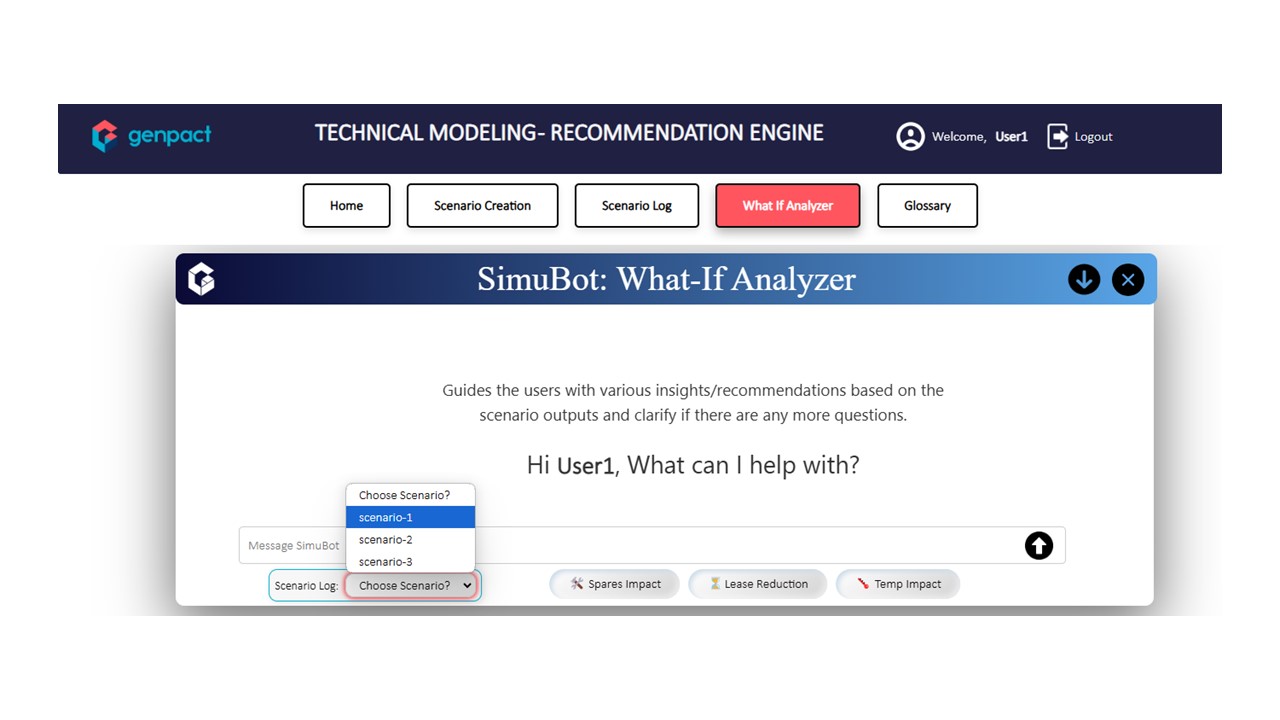 genpact
TECHNICAL MODELING- RECOMMENDATION ENGINE
Welcome, User1
Logout
Home
Scenario Creation
Scenario Log
What If Analyzer
Glossary
SimuBot: What-If Analyzer
Guides the users with various insights/recommendations based on the
scenario outputs and clarify if there are any more questions.
Hi User1, What can I help with?
Choose Scenario?
scenario-1
scenario-2
scenario-3
Message SimuBot
Scenario Log:
Choose Scenario?
Spares Impact
Lease Reduction
Temp Impact